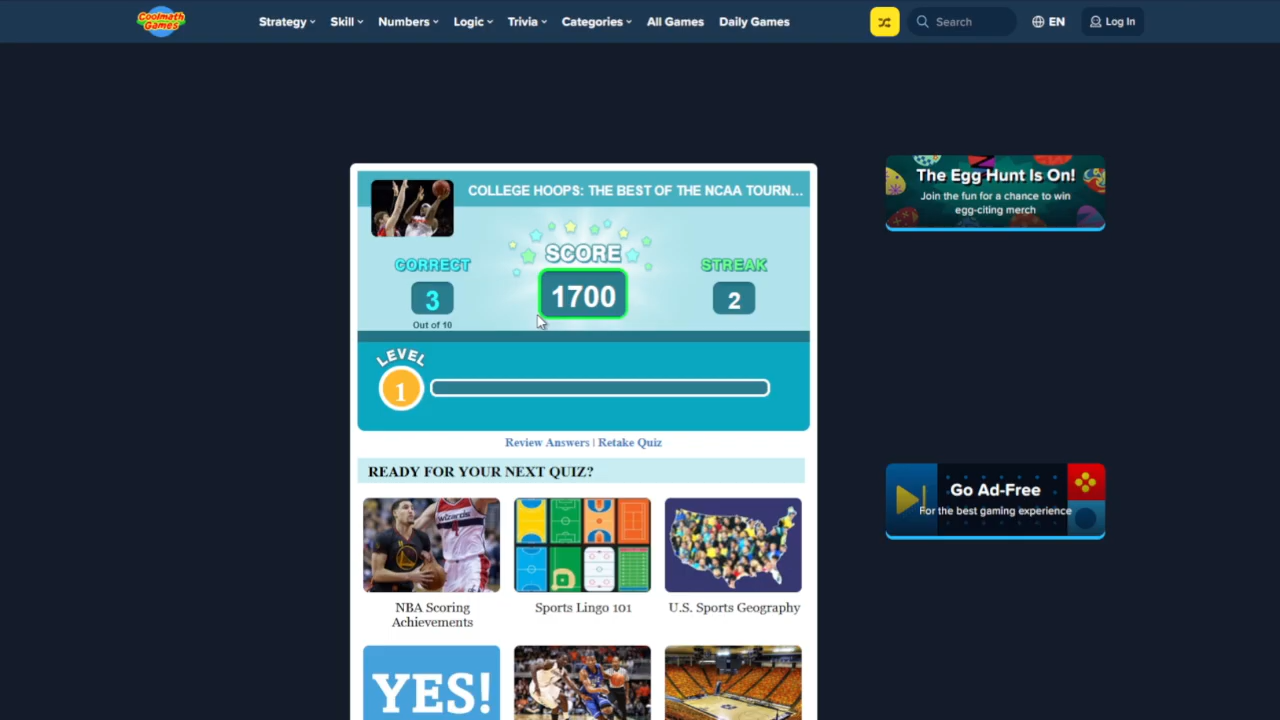 Coolmath
Games
Strategy
Skill
Numbers
Logic
Trivia
Categories
All Games
Daily Games
Search
EN
Log In
COLLEGE HOOPS: THE BEST OF THE NCAA TOURN...
The Egg Hunt Is On!
Join the fun for a chance to win
egg-citing merch
CORRECT
SCORE
STREAK
3
1700
2
Out of 10
LEVEL
1
Review Answers | Retake Quiz
READY FOR YOUR NEXT QUIZ?
Go Ad-Free
For the best gaming experience
WIZARDS
NBA Scoring
Achievements
Sports Lingo 101
U.S. Sports Geography
YES!